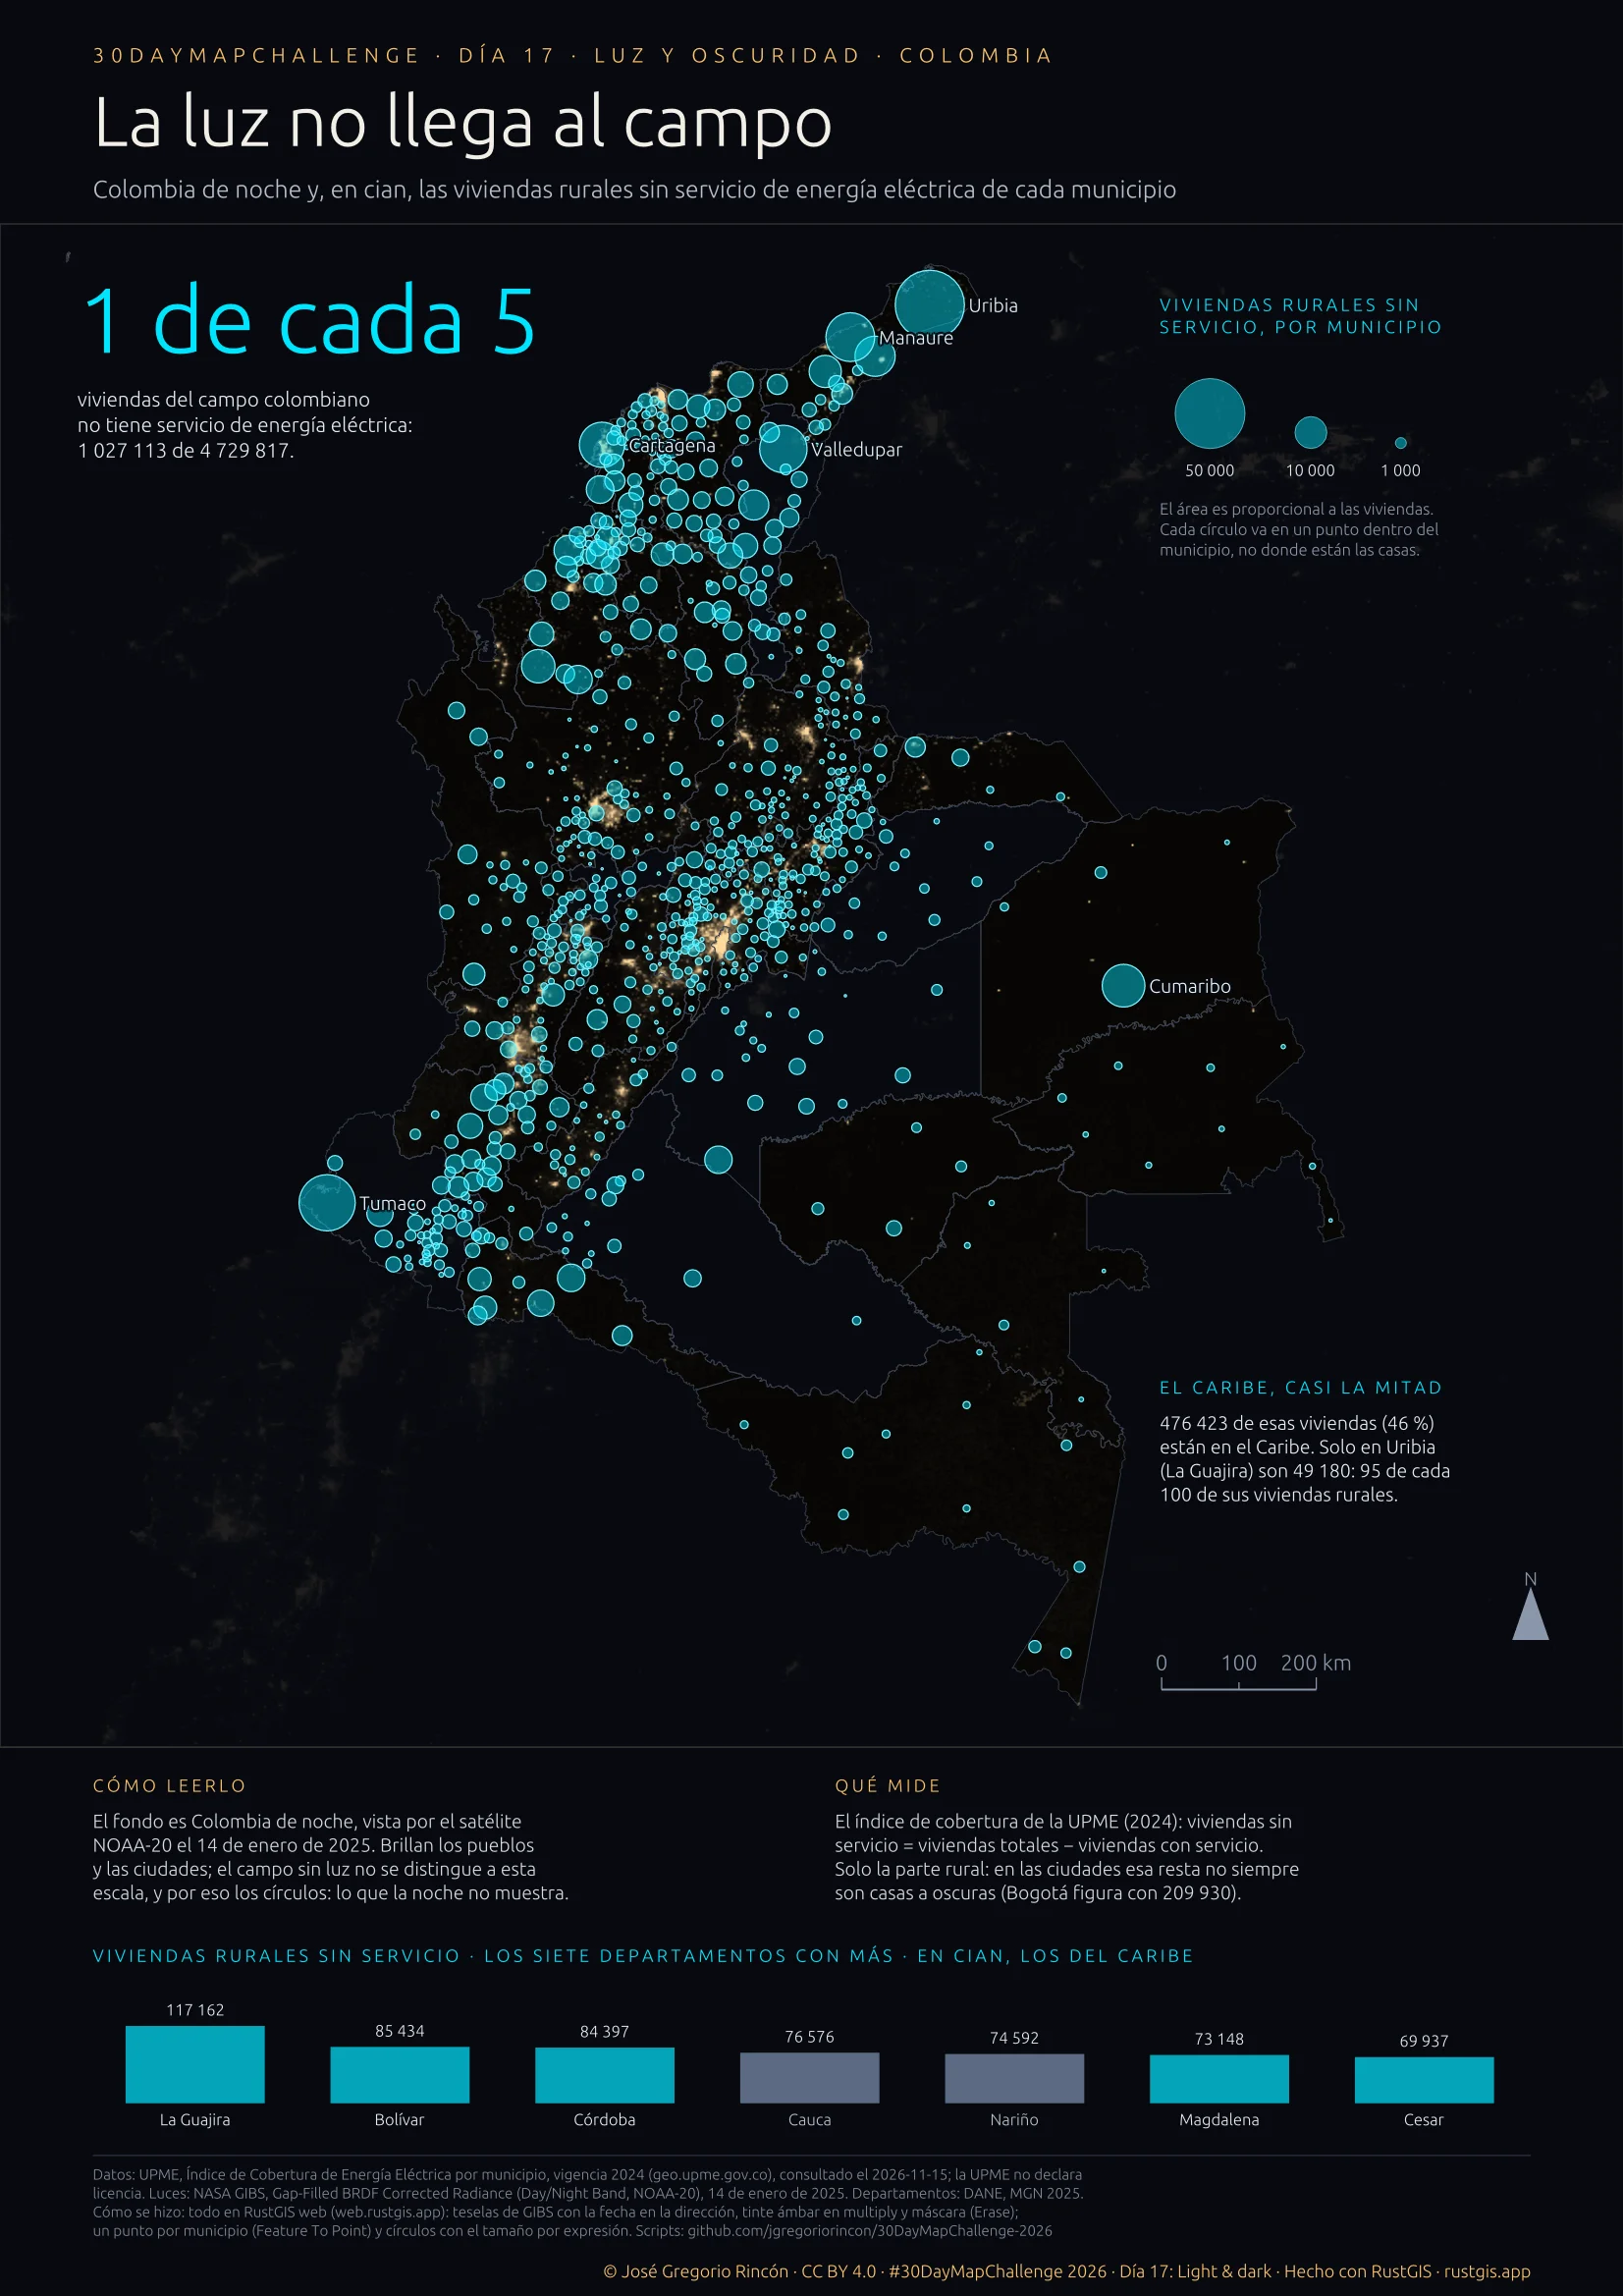 30DAYMAPCHALLENGE · DÍA 17 · LUZ Y OSCURIDAD · COLOMBIA
La luz no llega al campo
Colombia de noche y, en cian, las viviendas rurales sin servicio de energía eléctrica de cada municipio
1 de cada 5
viviendas del campo colombiano
no tiene servicio de energía eléctrica:
1 027 113 de 4 729 817.
VIVIENDAS RURALES SIN
SERVICIO, POR MUNICIPIO
50 000
10 000
1 000
El área es proporcional a las viviendas.
Cada círculo va en un punto dentro del
municipio, no donde están las casas.
Uribia
Manaure
Cartagena
Valledupar
Cumaribo
Tumaco
EL CARIBE, CASI LA MITAD
476 423 de esas viviendas (46 %)
están en el Caribe. Solo en Uribia
(La Guajira) son 49 180: 95 de cada
100 de sus viviendas rurales.
N
0 100 200 km
CÓMO LEERLO
El fondo es Colombia de noche, vista por el satélite
NOAA-20 el 14 de enero de 2025. Brillan los pueblos
y las ciudades; el campo sin luz no se distingue a esta
escala, y por eso los círculos: lo que la noche no muestra.
QUÉ MIDE
El índice de cobertura de la UPME (2024): viviendas sin
servicio = viviendas totales – viviendas con servicio.
Solo la parte rural: en las ciudades esa resta no siempre
son casas a oscuras (Bogotá figura con 209 930).
VIVIENDAS RURALES SIN SERVICIO · LOS SIETE DEPARTAMENTOS CON MÁS · EN CIAN, LOS DEL CARIBE
117 162
85 434
84 397
76 576
74 592
73 148
69 937
La Guajira
Bolívar
Córdoba
Cauca
Nariño
Magdalena
Cesar
Datos: UPME, Índice de Cobertura de Energía Eléctrica por municipio, vigencia 2024 (geo.upme.gov.co), consultado el 2026-11-15; la UPME no declara
licencia. Luces: NASA GIBS, Gap-Filled BRDF Corrected Radiance (Day/Night Band, NOAA-20), 14 de enero de 2025. Departamentos: DANE, MGN 2025.
Cómo se hizo: todo en RustGIS web (web.rustgis.app): teselas de GIBS con la fecha en la dirección, tinte ámbar en multiply y máscara (Erase);
un punto por municipio (Feature To Point) y círculos con el tamaño por expresión. Scripts: github.com/jgregoriorincon/30DayMapChallenge-2026
© José Gregorio Rincón · CC BY 4.0 · #30DayMapChallenge 2026 · Día 17: Light & dark · Hecho con RustGIS · rustgis.app